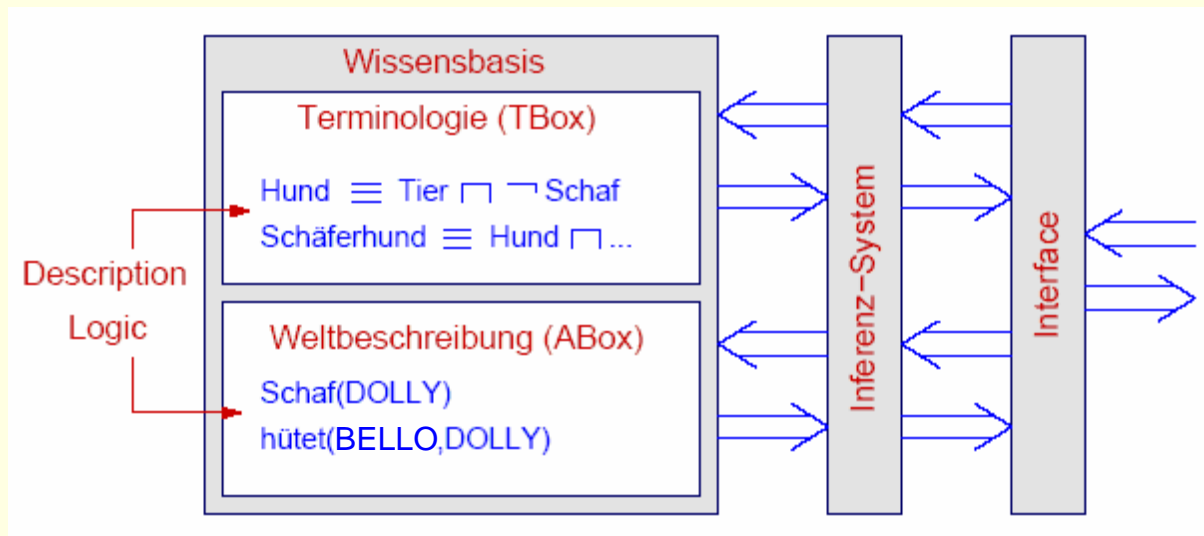 Wissensbasis
Terminologie (TBox)
Hund ≡ Tier ⊓ ¬ Schaf
Schäferhund ≡ Hund ⊓ ...
Description
Logic
Weltbeschreibung (ABox)
Schaf(DOLLY)
hütet(BELLO,DOLLY)
Inferenz-System
Interface